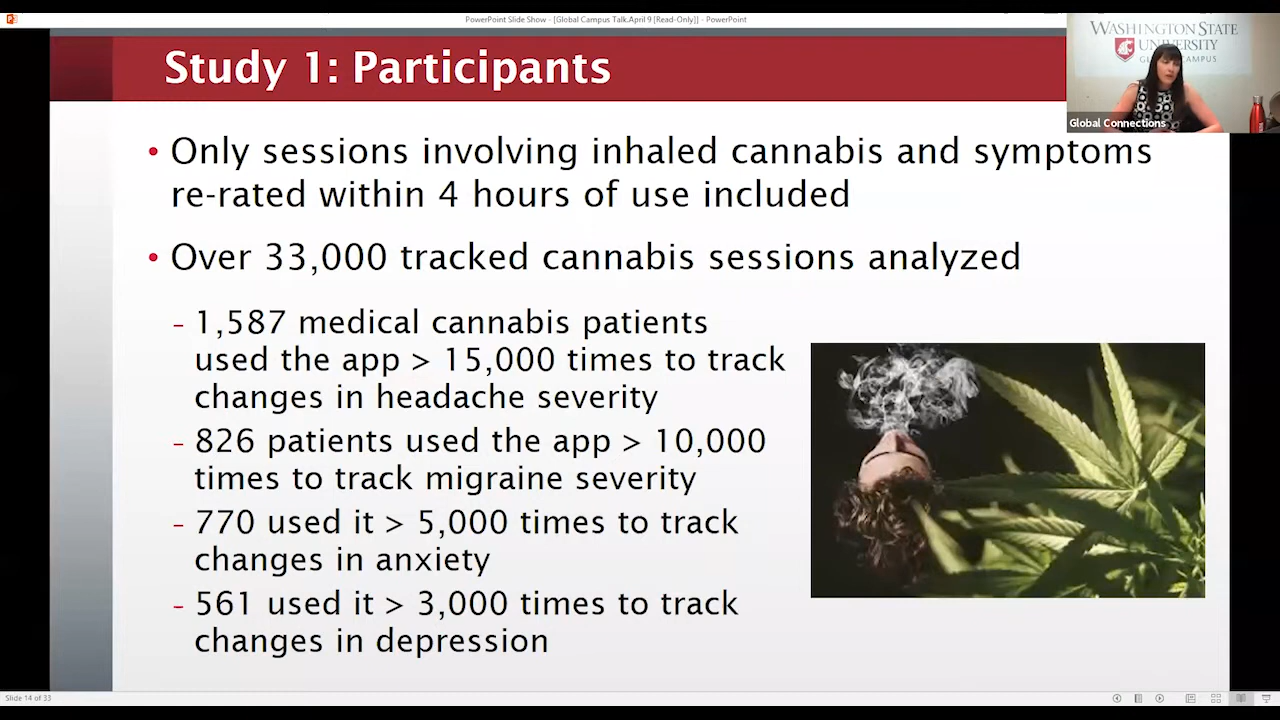 PowerPoint Slide Show - [Global Campus Talk.April 9 [Read-Only]] - PowerPoint
Study 1: Participants
WASHINGTON STATE
UNIVERSITY
CAMPUS
Global Connections
• Only sessions involving inhaled cannabis and symptoms
re-rated within 4 hours of use included
• Over 33,000 tracked cannabis sessions analyzed
– 1,587 medical cannabis patients
used the app > 15,000 times to track
changes in headache severity
– 826 patients used the app > 10,000
times to track migraine severity
– 770 used it > 5,000 times to track
changes in anxiety
– 561 used it > 3,000 times to track
changes in depression
Slide 14 of 33